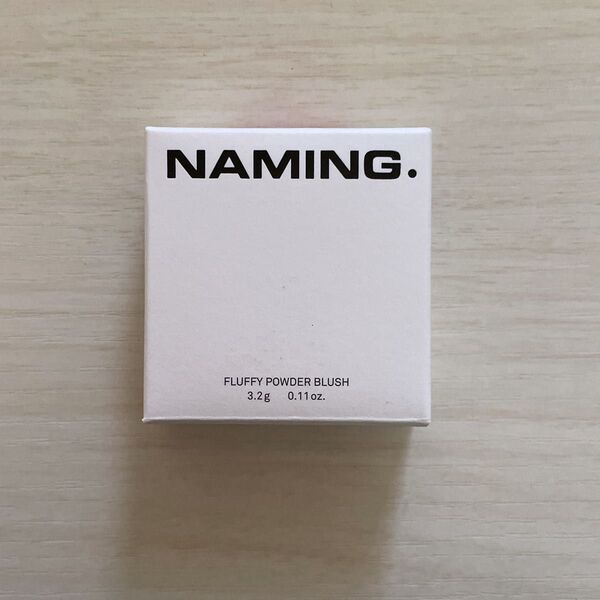 NAMING.
FLUFFY POWDER BLUSH
3.2g 0.11oz.